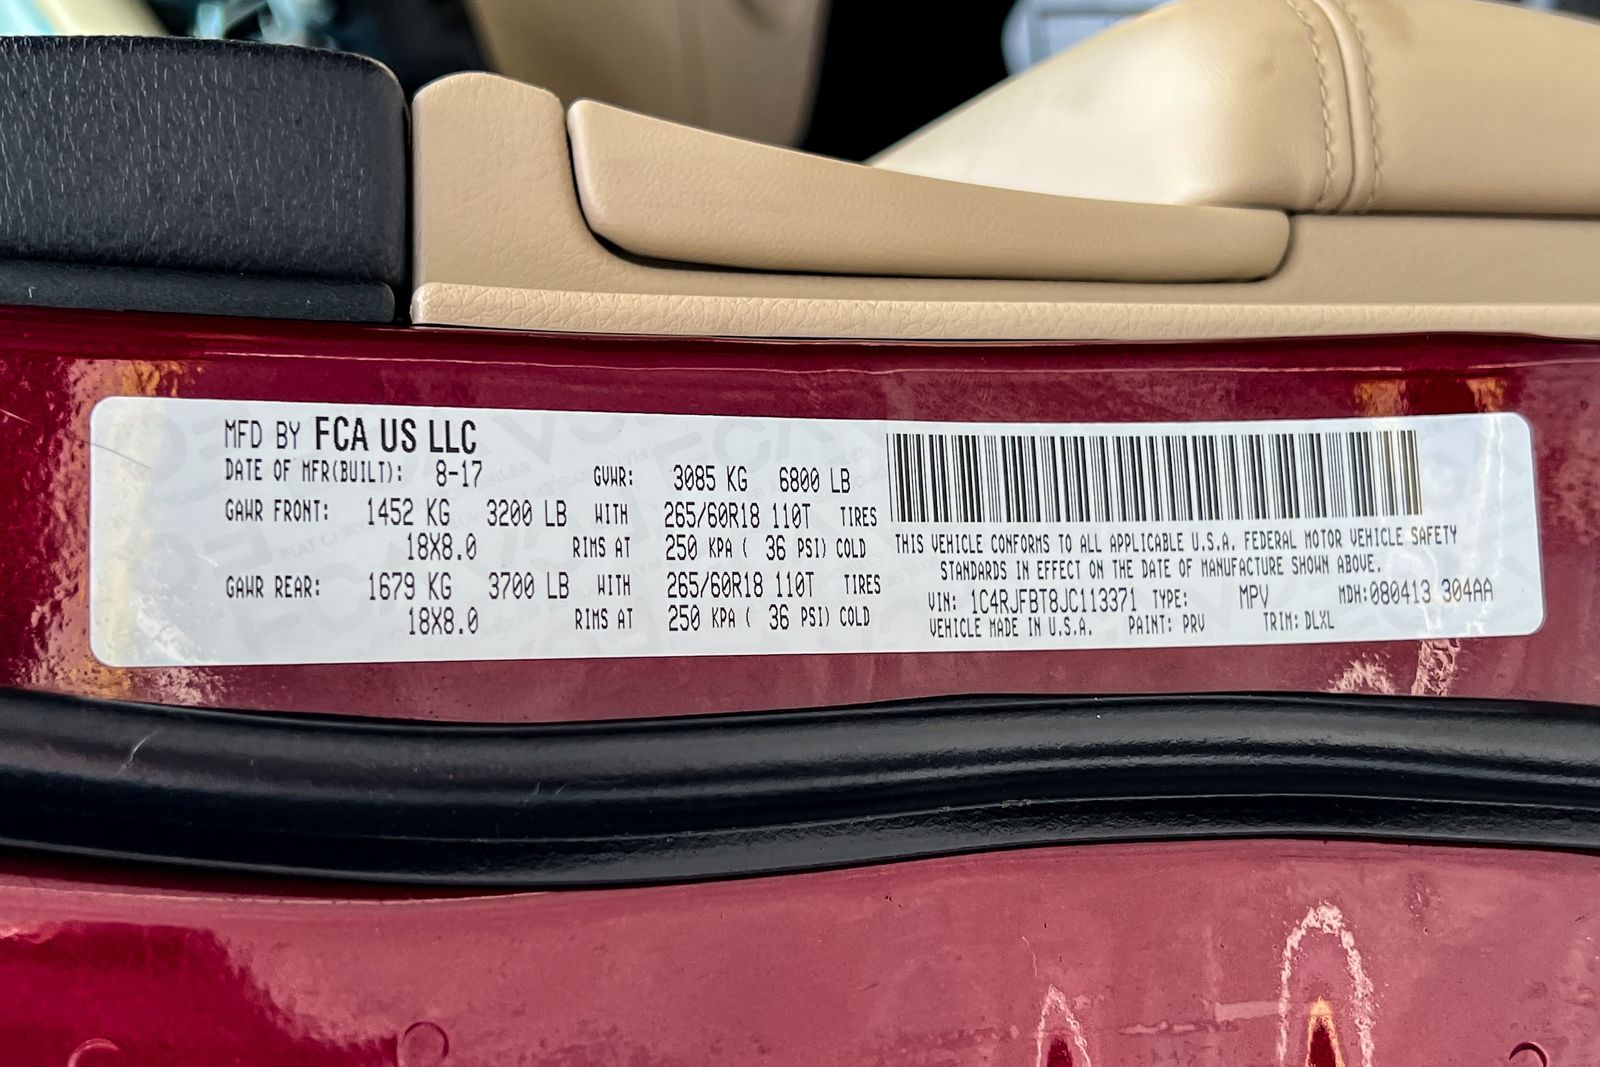 MFD BY FCA US LLC
DATE OF MFR(BUILT): 8-17 GVWR: 3085 KG 6800 LB
GAWR FRONT: 1452 KG 3200 LB WITH 265/60R18 110T TIRES
18X8.0 RIMS AT 250 KPA ( 36 PSI) COLD
GAWR REAR: 1679 KG 3700 LB WITH 265/60R18 110T TIRES
18X8.0 RIMS AT 250 KPA ( 36 PSI) COLD
THIS VEHICLE CONFORMS TO ALL APPLICABLE U.S.A. FEDERAL MOTOR VEHICLE SAFETY
STANDARDS IN EFFECT ON THE DATE OF MANUFACTURE SHOWN ABOVE.
VIN: 1C4RJFBT8JC113371 TYPE: MPV MDH:080413 304AA
VEHICLE MADE IN U.S.A. PAINT: PRV TRIM: DLXL